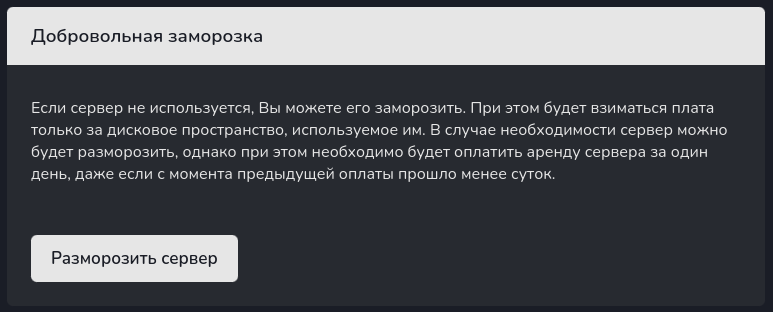 Добровольная заморозка
Если сервер не используется, Вы можете его заморозить. При этом будет взиматься плата
только за дисковое пространство, используемое им. В случае необходимости сервер можно
будет разморозить, однако при этом необходимо будет оплатить аренду сервера за один
день, даже если с момента предыдущей оплаты прошло менее суток.
Разморозить сервер